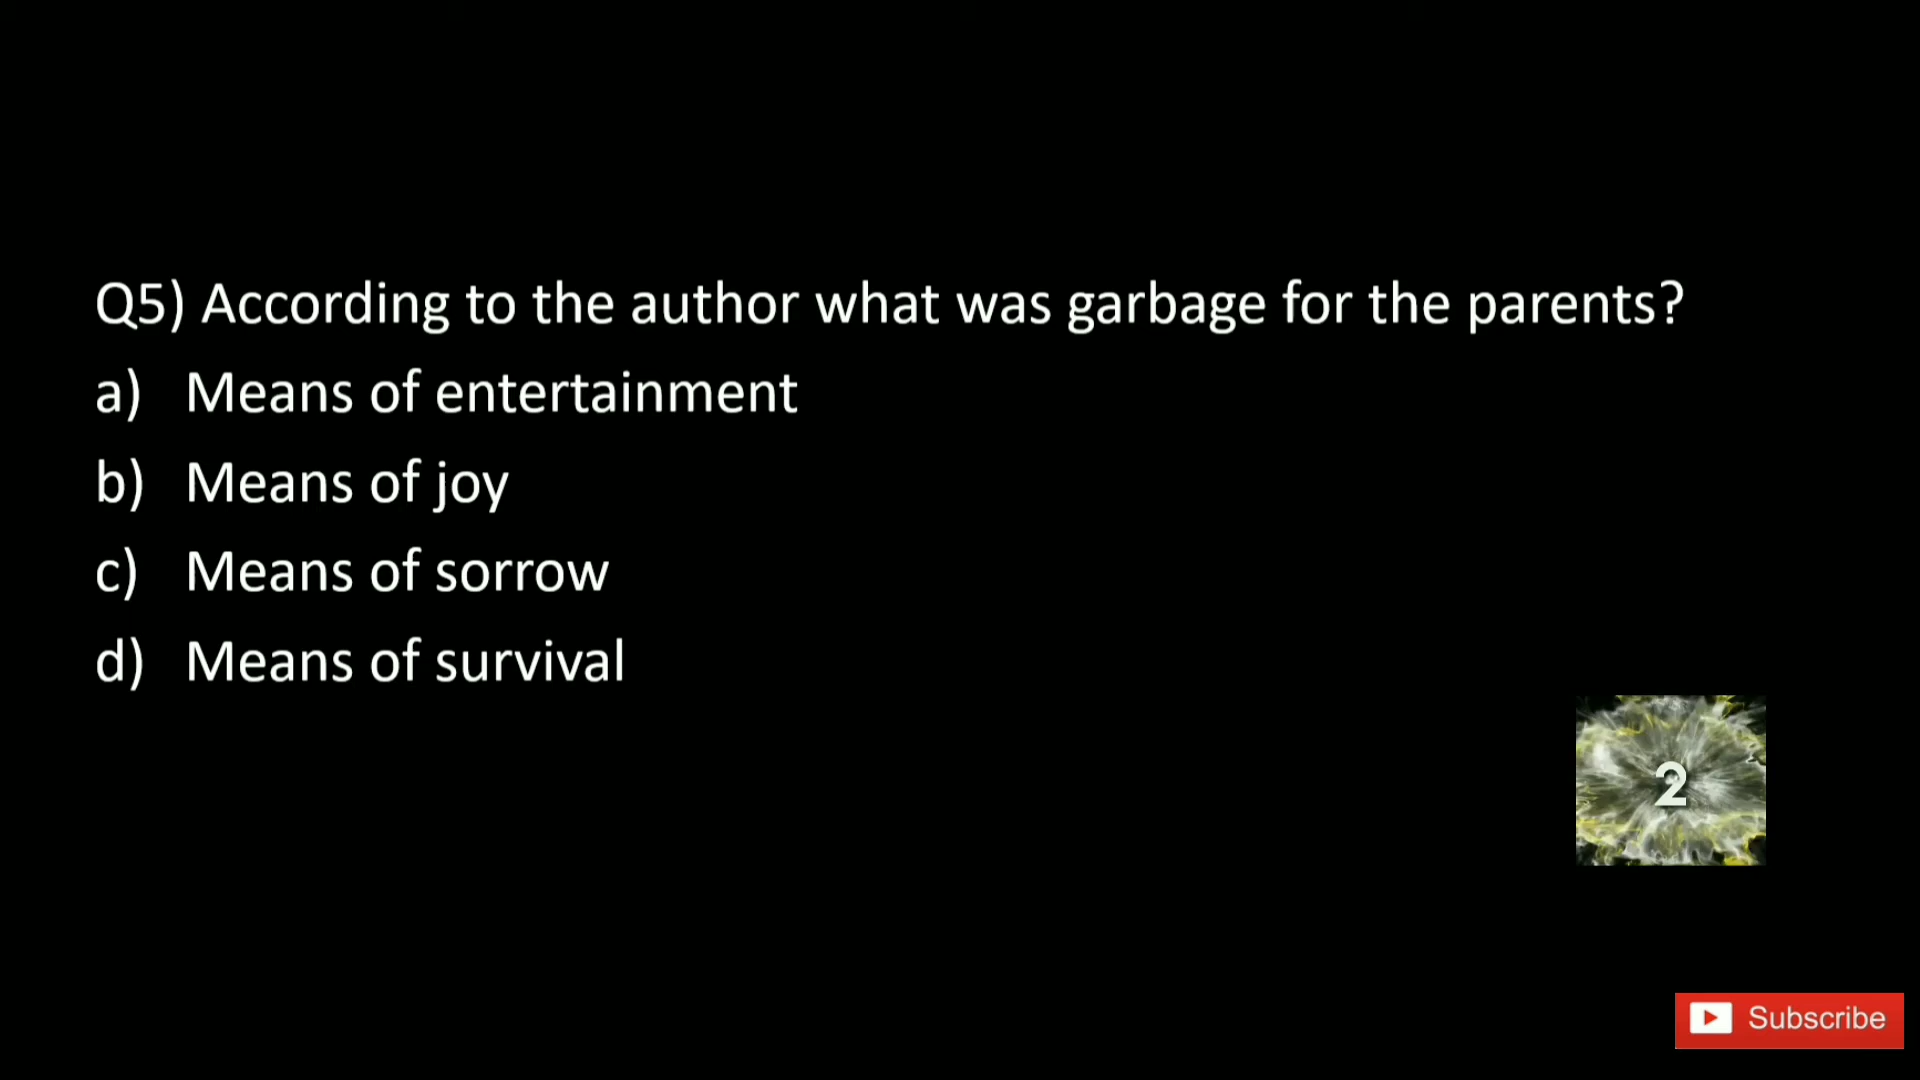 Q5) According to the author what was garbage for the parents?
a) Means of entertainment
b) Means of joy
c) Means of sorrow
d) Means of survival
2
Subscribe